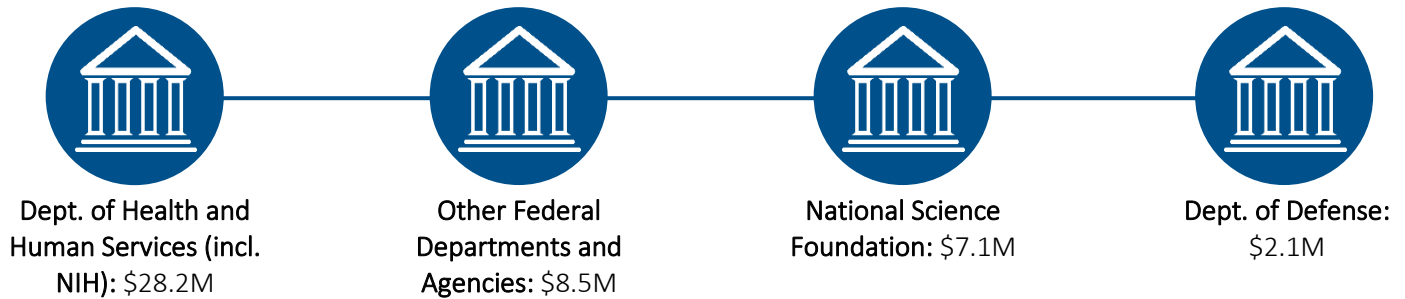 Dept. of Health and
Human Services (incl.
NIH): $28.2M
Other Federal
Departments and
Agencies: $8.5M
National Science
Foundation: $7.1M
Dept. of Defense:
$2.1M